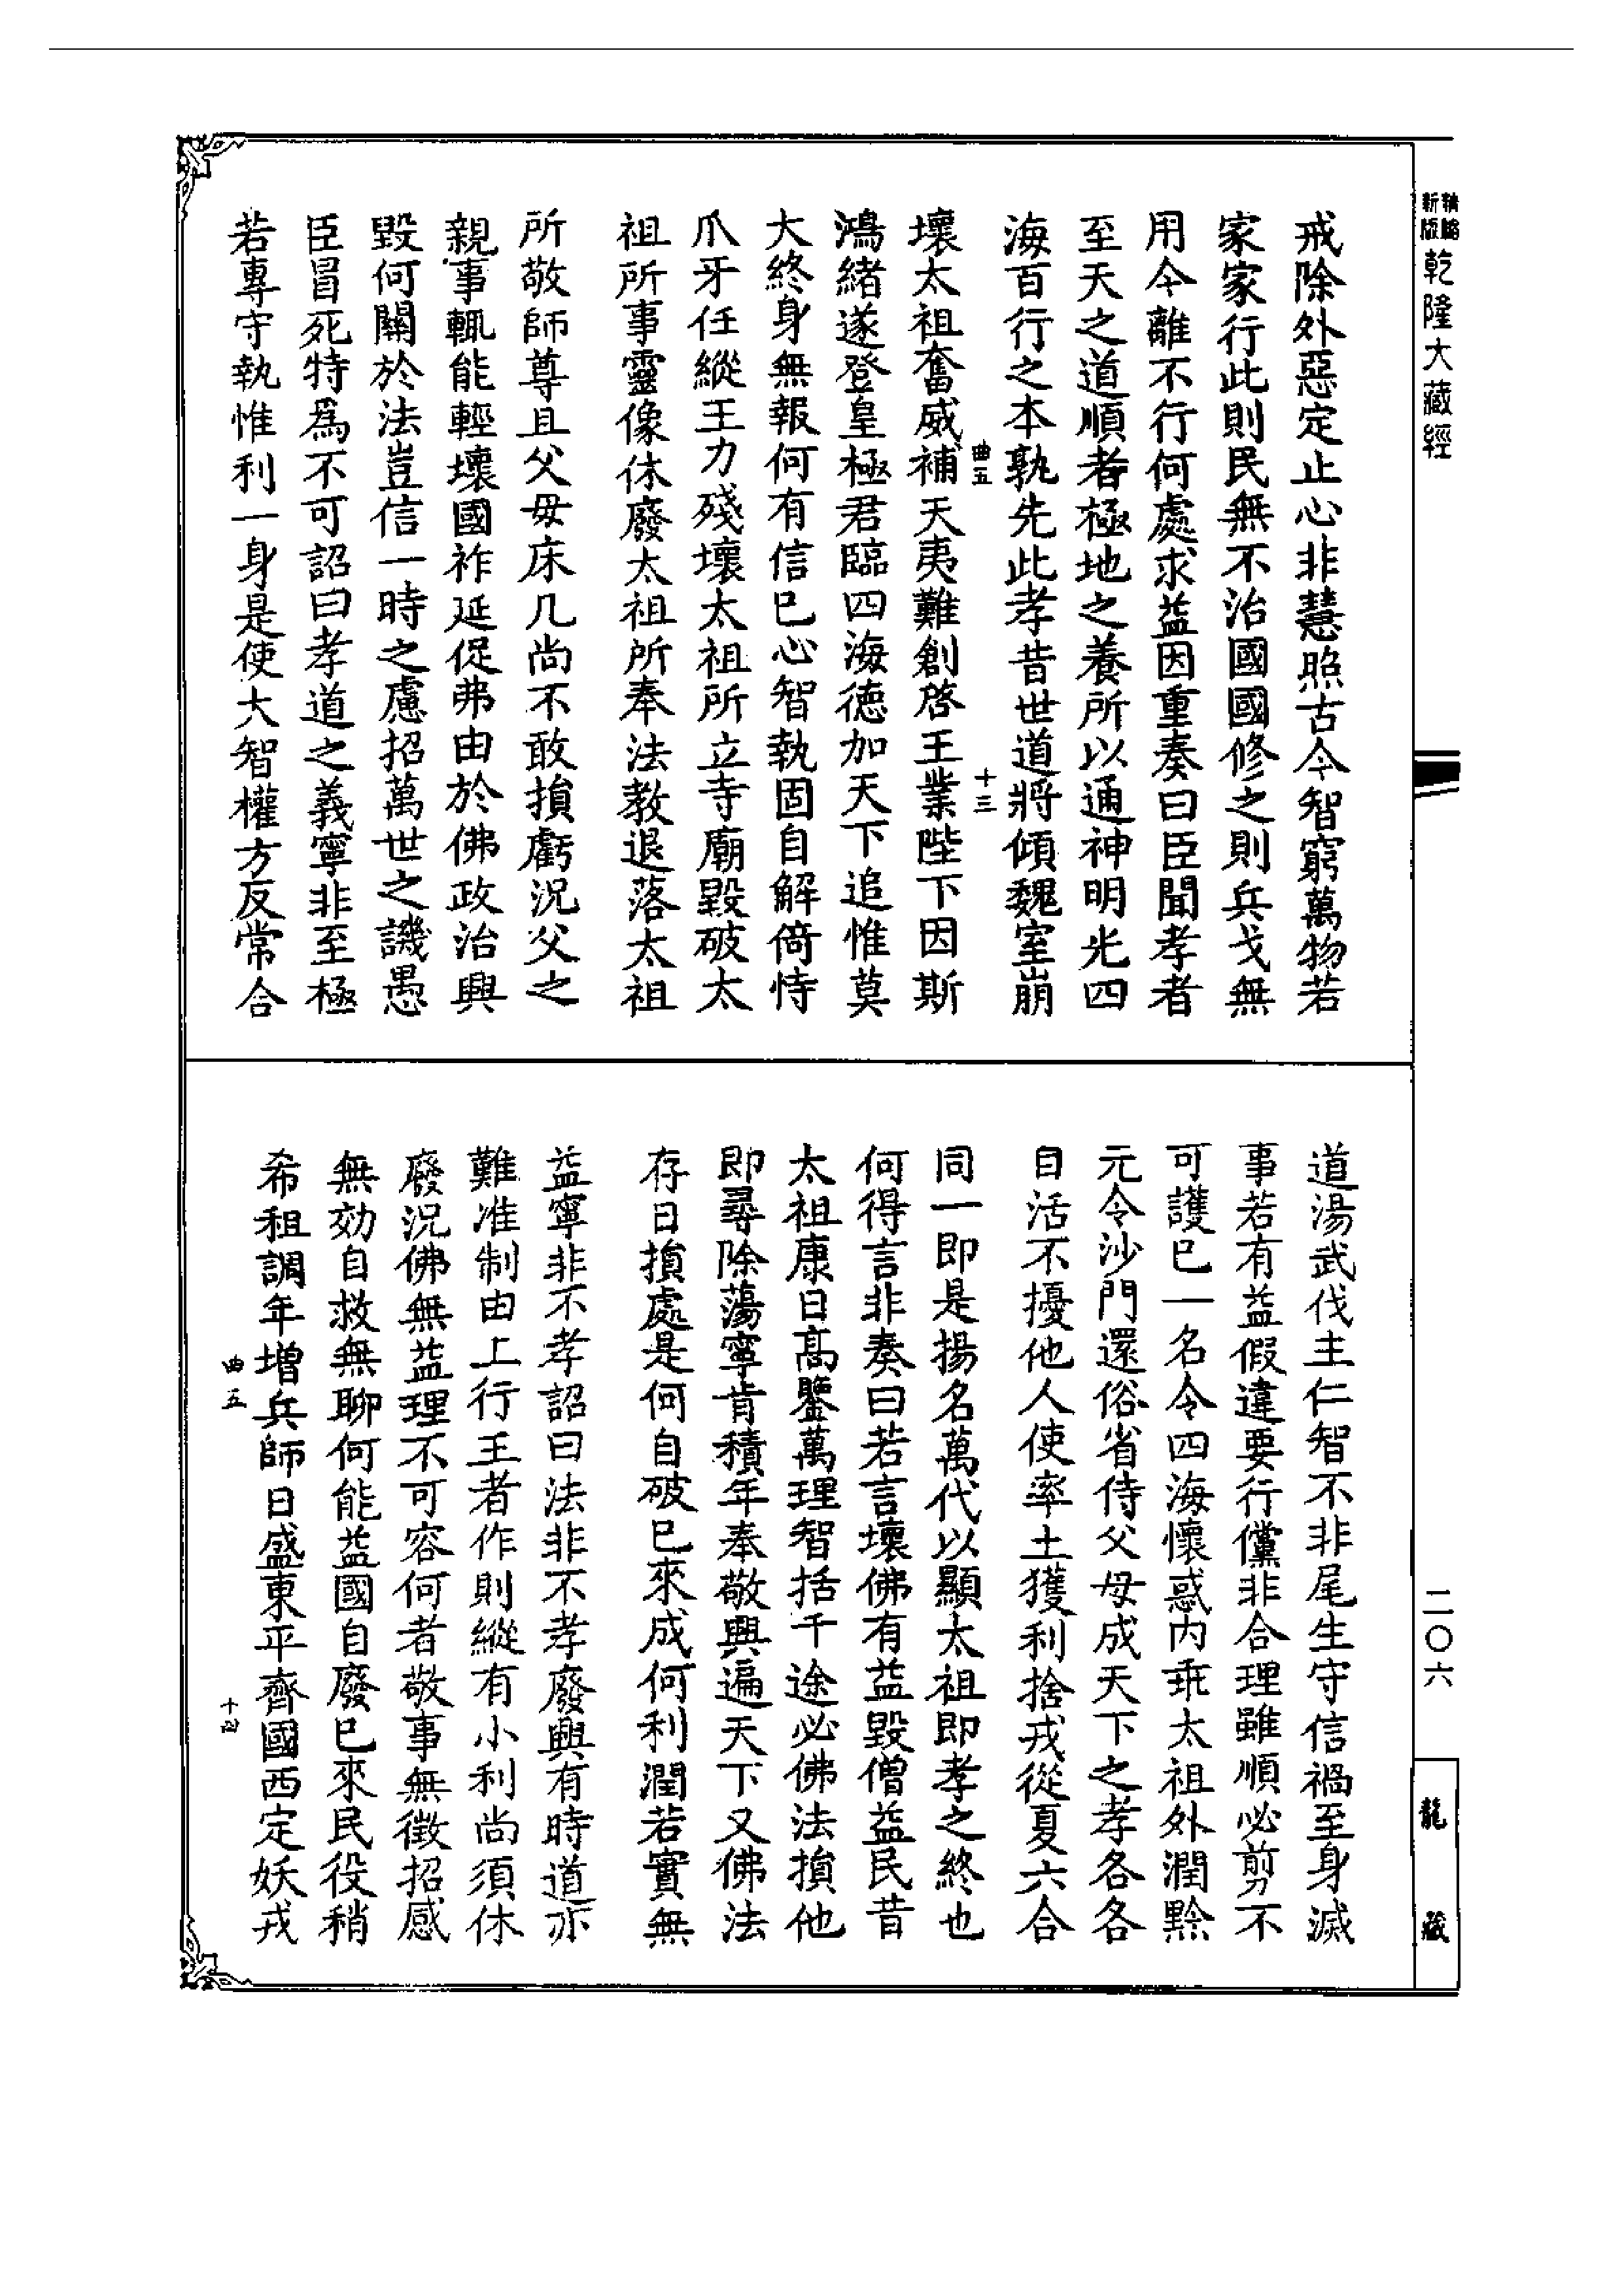 新版
乾隆大藏經
二〇六
龍藏
戒除外惡定止心非慧照古今智窮萬物若
家家行此則民無不治國國修之則兵戈無
用今離不行何處求益因重奏曰臣聞孝者
至天之道順者極地之養所以通神明光四
海百行之本孰先此孝昔世道將傾魏室崩
曲五
十三
壞太祖奮威補天夷難創啓王業陛下因斯
鴻緒遂登皇極君臨四海德加天下追惟莫
大終身無報何有信已心智執固自解倚恃
爪牙任縱王力殘壞太祖所立寺廟毀破太
祖所事靈像休廢太祖所奉法教退落太祖
所敬師尊且父母床几尚不敢損虧況父之
親事輒能輕壞國祚延促弗由於佛政治興
毀何關於法豈信一時之慮招萬世之譏愚
臣冒死特為不可詔曰孝道之義寧非至極
若專守執惟利一身是使大智權方反常合
道湯武伐主仁智不非尾生守信禍至身滅
事若有益假違要行儻非合理雖順必剪不
可護已一名令四海懷惑内乖太祖外潤黔
元令沙門還俗省侍父母成天下之孝各各
自活不擾他人使率土獲利捨戎從夏六合
同一即是揚名萬代以顯太祖即孝之終也
何得言非奏曰若言壞佛有益毀僧益民昔
太祖康日高鑒萬理智括千途必佛法損他
即尋除蕩寧肯積年奉敬興遍天下又佛法
存日損處是何自破已來成何利潤若實無
益寧非不孝詔曰法非不孝廢興有時道亦
難准制由上行王者作則縱有小利尚須休
廢況佛無益理不可容何者敬事無徵招感
無効自救無聊何能益國自廢已來民役稍
希租調年增兵師日盛東平齊國西定妖戎
曲五
十四